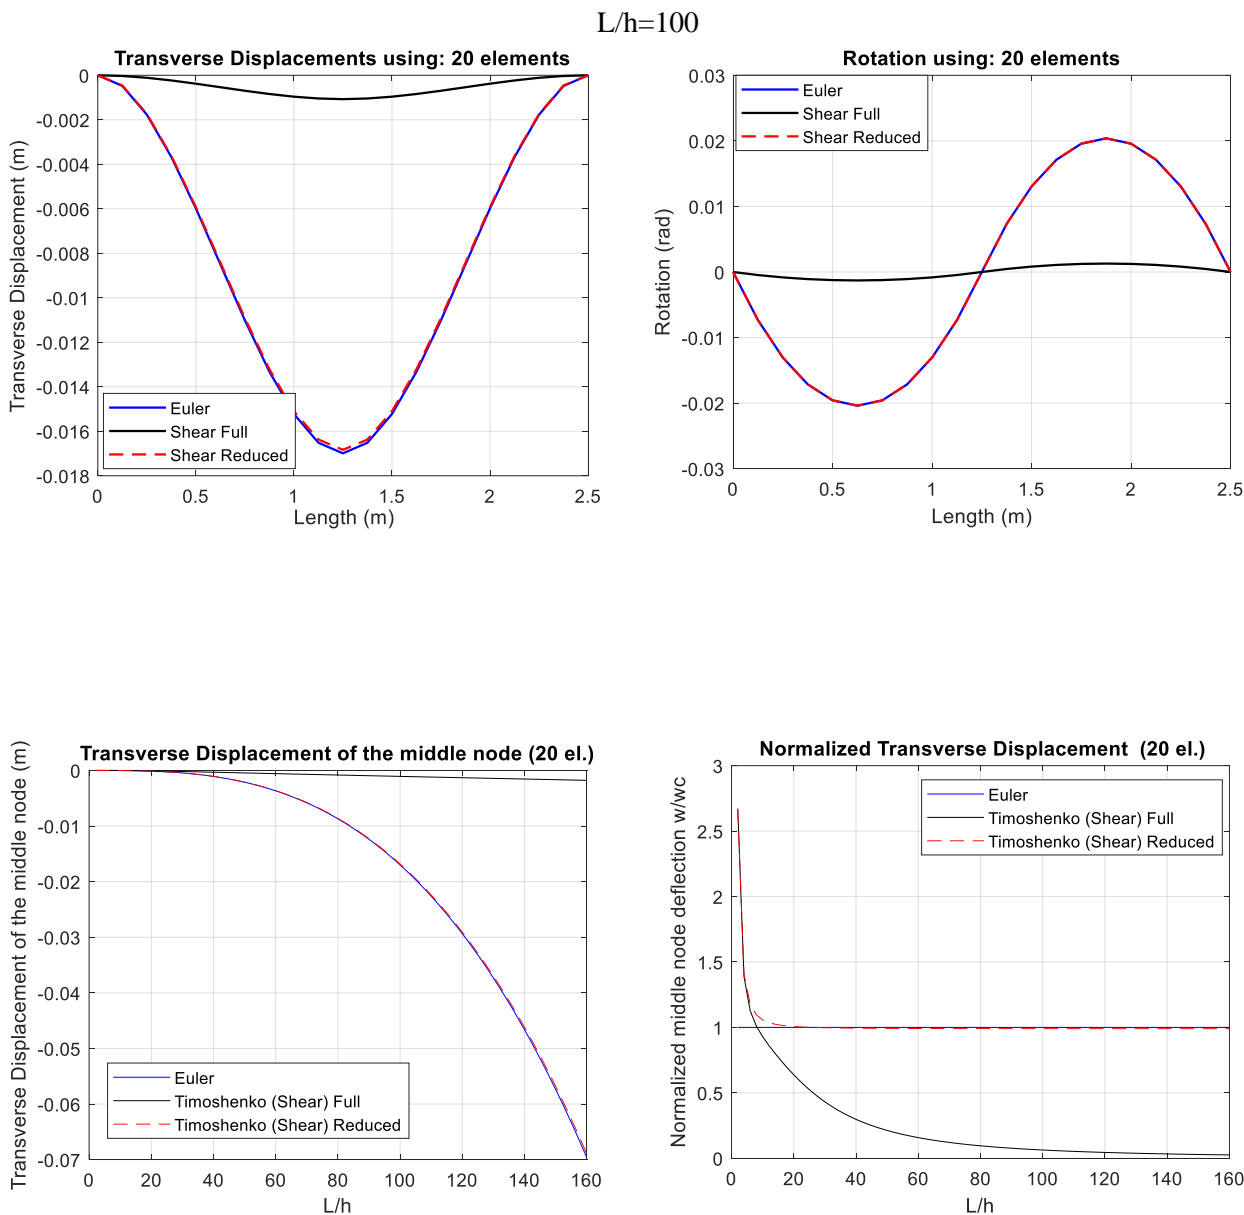 L/h=100
Transverse Displacements using: 20 elements
0
-0.002
-0.004
-0.006
-0.008
-0.01
-0.012
-0.014
-0.016
-0.018
Transverse Displacement (m)
Euler
Shear Full
Shear Reduced
0 0.5 1 1.5 2 2.5
Length (m)
Rotation using: 20 elements
0.03
0.02
0.01
0
-0.01
-0.02
-0.03
Rotation (rad)
Euler
Shear Full
Shear Reduced
0 0.5 1 1.5 2 2.5
Length (m)
Transverse Displacement of the middle node (20 el.)
0
-0.01
-0.02
-0.03
-0.04
-0.05
-0.06
-0.07
Transverse Displacement of the middle node (m)
Euler
Timoshenko (Shear) Full
Timoshenko (Shear) Reduced
0 20 40 60 80 100 120 140 160
L/h
Normalized Transverse Displacement (20 el.)
3
2.5
2
1.5
1
0.5
0
Normalized middle node deflection w/wc
Euler
Timoshenko (Shear) Full
Timoshenko (Shear) Reduced
0 20 40 60 80 100 120 140 160
L/h